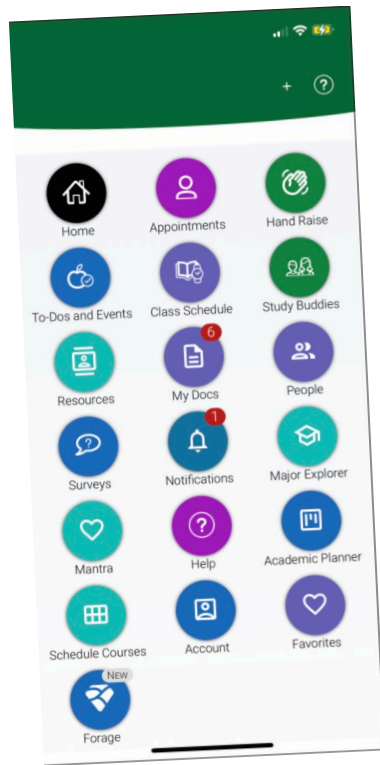 + ?
Home Appointments Hand Raise
To-Dos and Events Class Schedule Study Buddies
6
Resources My Docs People
?
1
Surveys Notifications Major Explorer
?
Mantra Help Academic Planner
Schedule Courses Account Favorites
NEW
Forage